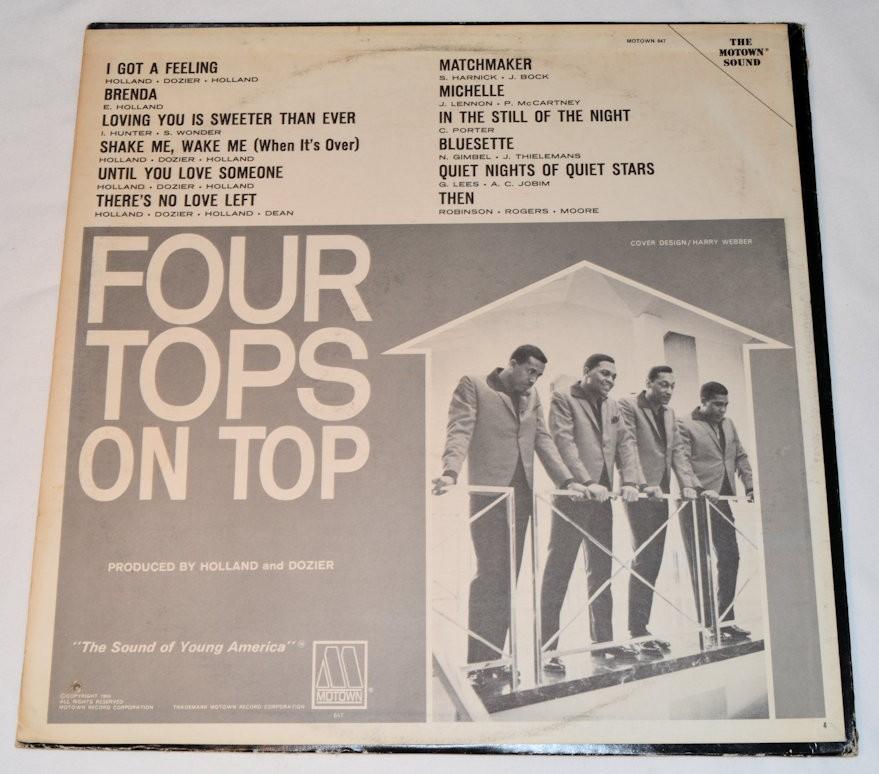 MOTOWN 647
THE
MOTOWN®
SOUND
I GOT A FEELING
HOLLAND • DOZIER • HOLLAND
BRENDA
E. HOLLAND
LOVING YOU IS SWEETER THAN EVER
I. HUNTER • S. WONDER
SHAKE ME, WAKE ME (When It's Over)
HOLLAND • DOZIER • HOLLAND
UNTIL YOU LOVE SOMEONE
HOLLAND • DOZIER • HOLLAND
THERE'S NO LOVE LEFT
HOLLAND • DOZIER • HOLLAND • DEAN
MATCHMAKER
S. HARNICK • J. BOCK
MICHELLE
J. LENNON • P. McCARTNEY
IN THE STILL OF THE NIGHT
C. PORTER
BLUESETTE
N. GIMBEL • J. THIELEMANS
QUIET NIGHTS OF QUIET STARS
G. LEES • A. C. JOBIM
THEN
ROBINSON • ROGERS • MOORE
COVER DESIGN/HARRY WEBBER
FOUR
TOPS
ON TOP
PRODUCED BY HOLLAND and DOZIER
"The Sound of Young America"®
MOTOWN®
647
©COPYRIGHT 1966
ALL RIGHTS RESERVED
MOTOWN RECORD CORPORATION
TRADEMARK MOTOWN RECORD CORPORATION
4